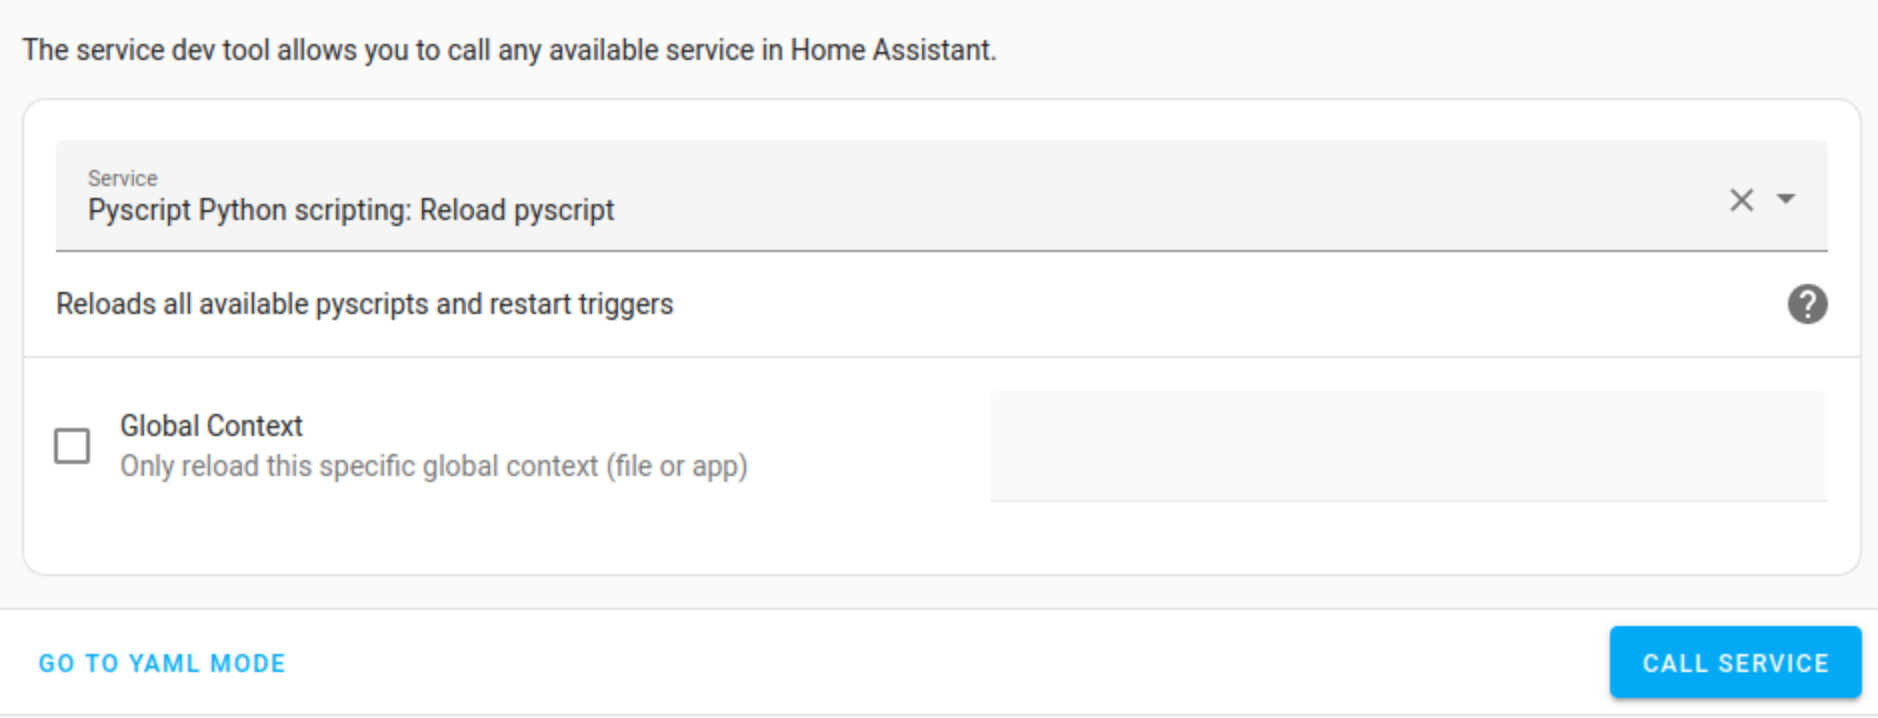 The service dev tool allows you to call any available service in Home Assistant.
Service
Pyscript Python scripting: Reload pyscript
Reloads all available pyscripts and restart triggers
Global Context
Only reload this specific global context (file or app)
GO TO YAML MODE
CALL SERVICE